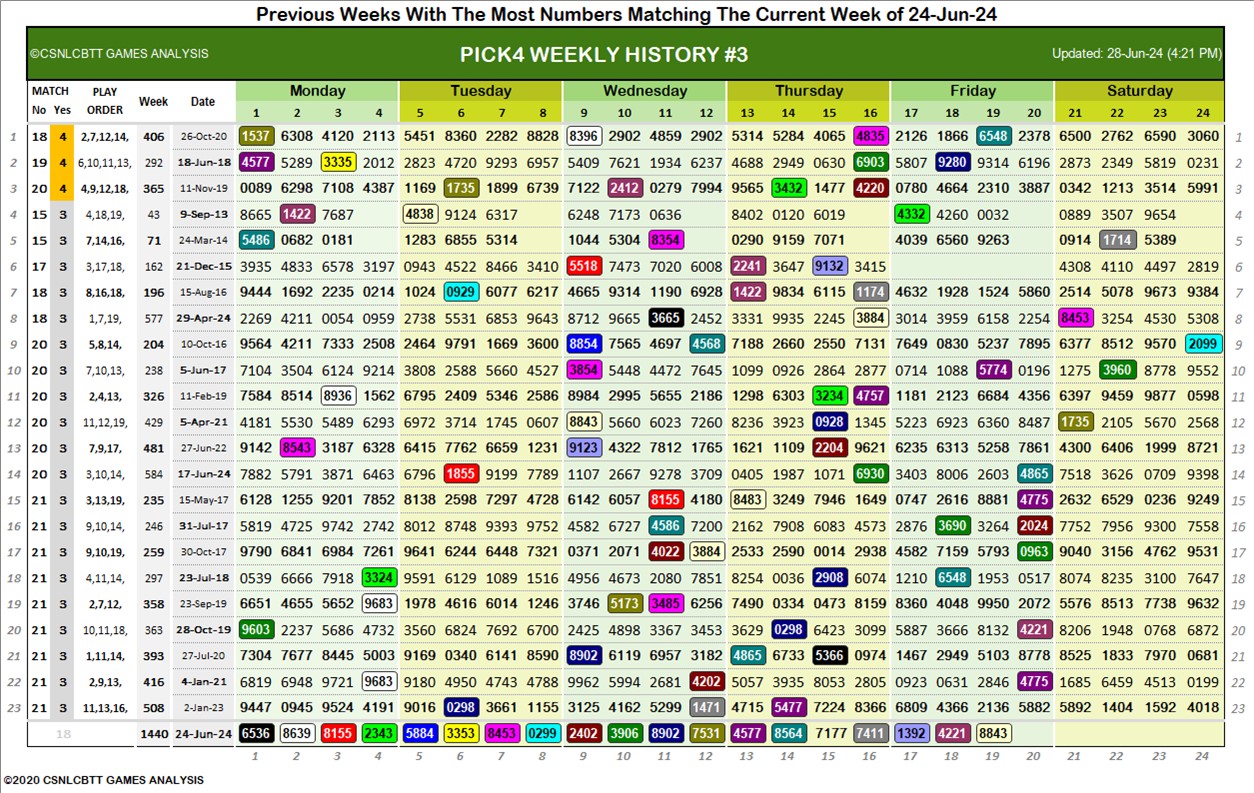 Previous Weeks With The Most Numbers Matching The Current Week of 24-Jun-24
©CSNLCBTT GAMES ANALYSIS PICK4 WEEKLY HISTORY #3 Updated: 28-Jun-24 (4:21 PM)
MATCH PLAY Week Date Monday Tuesday Wednesday Thursday Friday Saturday
No Yes ORDER 1 2 3 4 5 6 7 8 9 10 11 12 13 14 15 16 17 18 19 20 21 22 23 24
1 18 4 2,7,12,14, 406 26-Oct-20 1537 6308 4120 2113 5451 8360 2282 8828 8396 2902 4859 2902 5314 5284 4065 4835 2126 1866 6548 2378 6500 2762 6590 3060 1
2 19 4 6,10,11,13, 292 18-Jun-18 4577 5289 3335 2012 2823 4720 9293 6957 5409 7621 1934 6237 4688 2949 0630 6903 5807 9280 9314 6196 2873 2349 5819 0231 2
3 20 4 4,9,12,18, 365 11-Nov-19 0089 6298 7108 4387 1169 1735 1899 6739 7122 2412 0279 7994 9565 3432 1477 4220 0780 4664 2310 3887 0342 1213 3514 5991 3
4 15 3 4,18,19, 43 9-Sep-13 8665 1422 7687 4838 9124 6317 6248 7173 0636 8402 0120 6019 4332 4260 0032 0889 3507 9654 4
5 15 3 7,14,16, 71 24-Mar-14 5486 0682 0181 1283 6855 5314 1044 5304 8354 0290 9159 7071 4039 6560 9263 0914 1714 5389 5
6 17 3 3,17,18, 162 21-Dec-15 3935 4833 6578 3197 0943 4522 8466 3410 5518 7473 7020 6008 2241 3647 9132 3415 4308 4110 4497 2819 6
7 18 3 8,16,18, 196 15-Aug-16 9444 1692 2235 0214 1024 0929 6077 6217 4665 9314 1190 6928 1422 9834 6115 1174 4632 1928 1524 5860 2514 5078 9673 9384 7
8 18 3 1,7,19, 577 29-Apr-24 2269 4211 0054 0959 2738 5531 6853 9643 8712 9665 3665 2452 3331 9935 2245 3884 3014 3959 6158 2254 8453 3254 4530 5308 8
9 20 3 5,8,14, 204 10-Oct-16 9564 4211 7333 2508 2464 9791 1669 3600 8854 7565 4697 4568 7188 2660 2550 7131 7649 0830 5237 7895 6377 8512 9570 2099 9
10 20 3 7,10,13, 238 5-Jun-17 7104 3504 6124 9214 3808 2588 5660 4527 3854 5448 4472 7645 1099 0926 2864 2877 0714 1088 5774 0196 1275 3960 8778 9552 10
11 20 3 2,4,13, 326 11-Feb-19 7584 8514 8936 1562 6795 2409 5346 2586 8984 2995 5655 2186 1298 6303 3234 4757 1181 2123 6684 4356 6397 9459 9877 0598 11
12 20 3 11,12,19, 429 5-Apr-21 4181 5530 5489 6293 6972 3714 1745 0607 8843 5660 6023 7260 8236 3923 0928 1345 5223 6923 6360 8487 1735 2105 5670 2568 12
13 20 3 7,9,17, 481 27-Jun-22 9142 8543 3187 6328 6415 7762 6659 1231 9123 4322 7812 1765 3821 1109 2204 9621 6235 6313 5258 7861 4300 6406 1999 8721 13
14 20 3 3,10,14, 584 17-Jun-24 7882 5791 3871 6463 6796 1855 9199 7789 1107 2667 9278 3709 0405 1987 1071 6930 3403 8006 2603 4865 7518 3626 0709 9398 14
15 21 3 3,13,19, 235 15-May-17 6128 1255 9201 7852 8138 2598 7297 4728 6142 6057 8155 4180 8483 3249 7946 1649 0747 2616 8881 4775 2632 8529 0236 9249 15
16 21 3 9,10,14, 246 31-Jul-17 5819 4725 9742 2742 8012 8748 9393 9752 4582 6727 4586 7200 2162 7908 6083 4573 2876 3690 3264 2024 7752 7956 9300 7558 16
17 21 3 9,10,19, 259 30-Oct-17 9790 6841 6984 7261 9641 6244 6448 7321 0371 2071 4022 3884 2533 2590 0014 2938 4582 7159 5793 0963 9040 3156 4762 9531 17
18 21 3 4,11,14, 297 23-Jul-18 0539 6666 7918 3324 9591 6129 1089 1516 4956 4673 2080 7851 8254 0036 2908 6074 1210 6548 1953 0517 8074 8235 3100 7647 18
19 21 3 2,7,12, 358 23-Sep-19 6651 4655 5652 9683 1978 4616 6014 1246 3746 5173 3485 6256 7490 0334 0473 8159 8360 4048 9950 2072 5576 8513 7738 9632 19
20 21 3 10,11,18, 363 28-Oct-19 9603 2237 5686 4732 3560 6824 7692 6700 2425 4898 3367 3453 3629 0298 6423 3099 5887 7666 8132 4221 8206 1948 0768 6872 20
21 21 3 1,11,14, 393 27-Jul-20 7304 7677 8445 5003 9169 0340 6141 8590 8902 6119 6957 3182 4865 6733 5366 0974 1467 2949 5103 8778 8525 1833 7970 0681 21
22 21 3 2,9,13, 416 4-Jan-21 6819 6948 9721 9683 9180 4950 4743 4788 9962 5994 2681 4202 5057 3935 8053 2805 0923 0631 2846 4775 1685 6459 4513 0199 22
23 21 3 11,13,16, 508 2-Jan-23 9447 0945 9524 4191 9016 0298 3661 1155 3125 4162 5299 1471 4715 5477 7224 8366 6809 4366 2136 5882 5892 1404 1592 4018 23
18 1440 24-Jun-24 6536 8639 8155 2343 5884 3353 8453 0299 2402 3906 8902 7531 4577 8564 7177 7411 1392 4221 8843
1 2 3 4 5 6 7 8 9 10 11 12 13 14 15 16 17 18 19 20 21 22 23 24
©2020 CSNLCBTT GAMES ANALYSIS